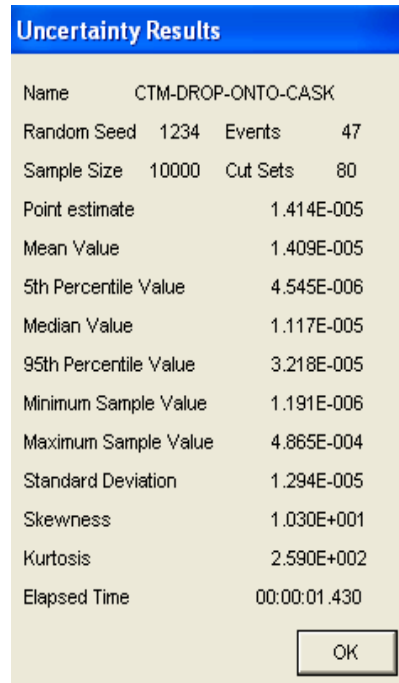 Uncertainty Results
Name CTM-DROP-ONTO-CASK
Random Seed 1234 Events 47
Sample Size 10000 Cut Sets 80
Point estimate 1.414E-005
Mean Value 1.409E-005
5th Percentile Value 4.545E-006
Median Value 1.117E-005
95th Percentile Value 3.218E-005
Minimum Sample Value 1.191E-006
Maximum Sample Value 4.865E-004
Standard Deviation 1.294E-005
Skewness 1.030E+001
Kurtosis 2.590E+002
Elapsed Time 00:00:01.430
OK